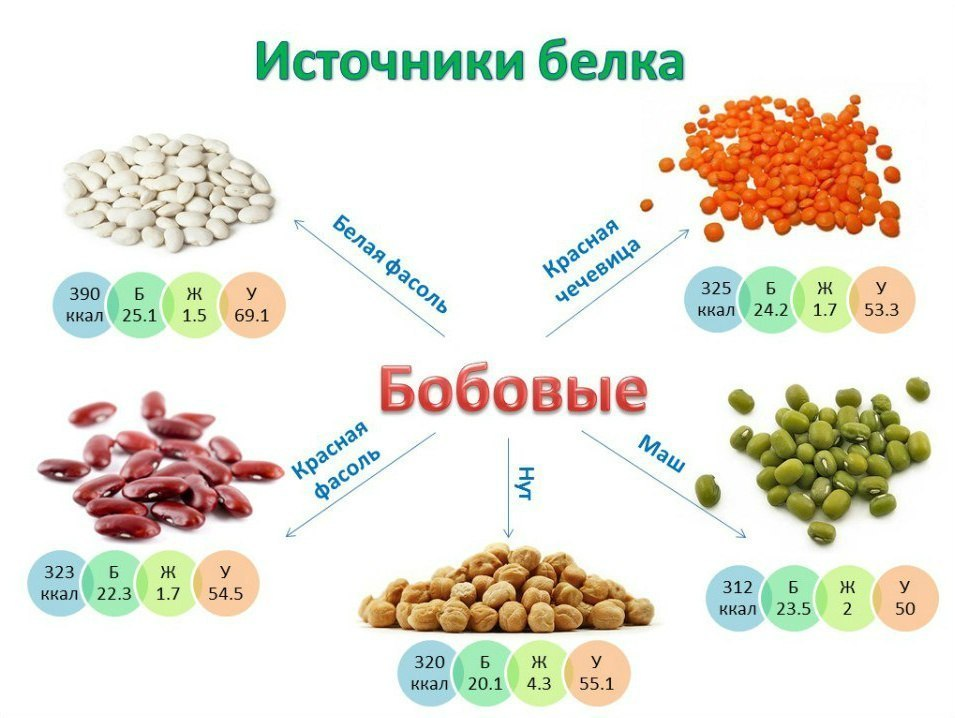 Источники белка
Белая фасоль
390 ккал
Б 25.1
Ж 1.5
У 69.1
Красная
чечевица
325 ккал
Б 24.2
Ж 1.7
У 53.3
Бобовые
Красная
фасоль
323 ккал
Б 22.3
Ж 1.7
У 54.5
Нут
320 ккал
Б 20.1
Ж 4.3
У 55.1
Маш
312 ккал
Б 23.5
Ж 2
У 50